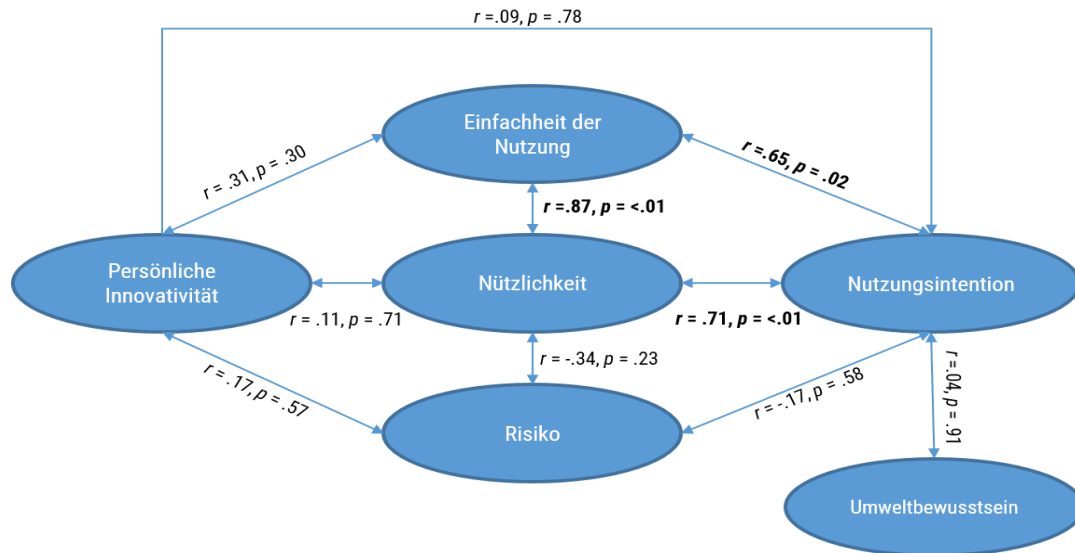 r =.09, p = .78
Einfachheit der
Nutzung
r = .31, p = .30
r =.65, p = .02
r =.87, p = <.01
Persönliche
Innovativität
Nützlichkeit
Nutzungsintention
r = .11, p = .71
r = .71, p = <.01
r = -.34, p = .23
r = .17, p = .57
r = -.17, p = .58
r =.04, p = .91
Risiko
Umweltbewusstsein